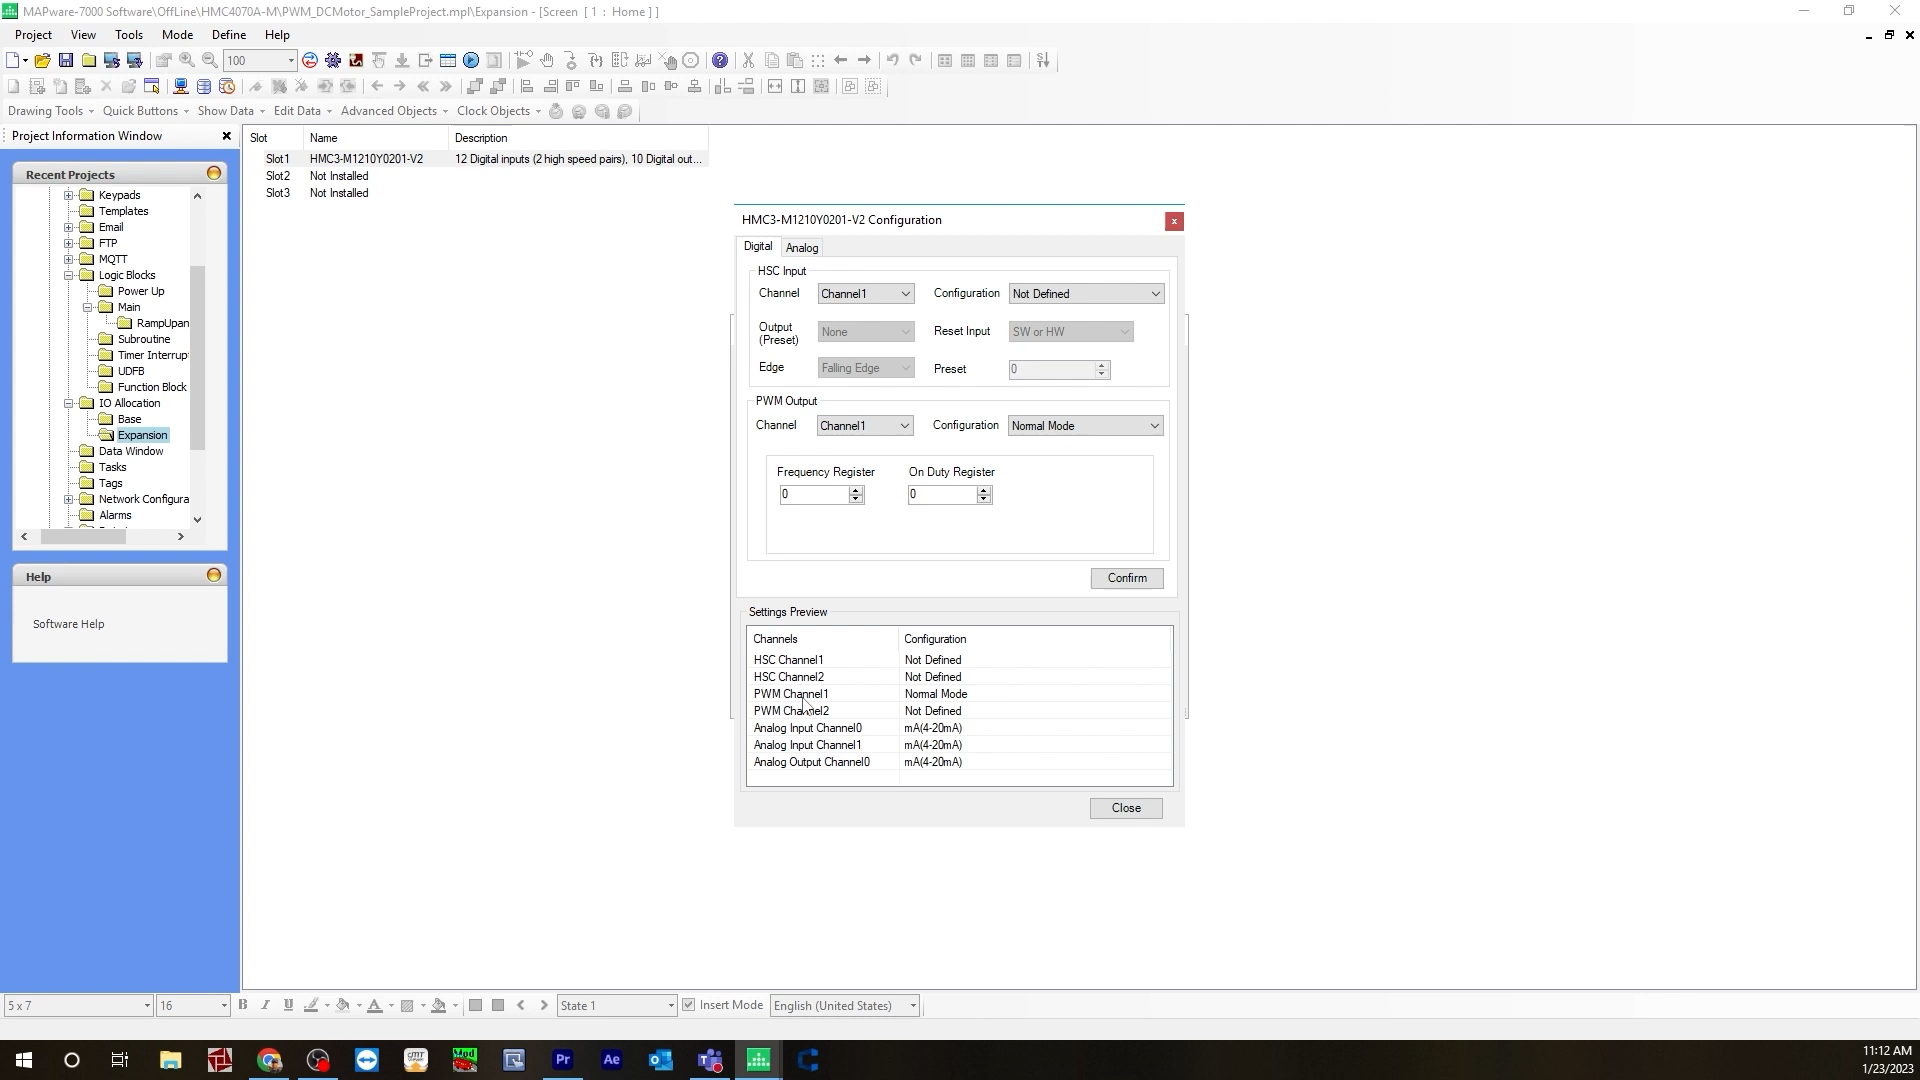 MAPware-7000 Software\OffLine\HMC4070A-M\PWM_DCMotor_SampleProject.mpl\Expansion - [Screen [ 1 : Home ] ]
Project View Tools Mode Define Help
100
Drawing Tools Quick Buttons Show Data Edit Data Advanced Objects Clock Objects
Project Information Window
Recent Projects
Keypads
Templates
Email
FTP
MQTT
Logic Blocks
Power Up
Main
RampUpan
Subroutine
Timer Interrup
UDFB
Function Block
IO Allocation
Base
Expansion
Data Window
Tasks
Tags
Network Configura
Alarms
Help
Software Help
Slot Name Description
Slot1 HMC3-M1210Y0201-V2 12 Digital inputs (2 high speed pairs), 10 Digital out...
Slot2 Not Installed
Slot3 Not Installed
HMC3-M1210Y0201-V2 Configuration
Digital Analog
HSC Input
Channel Channel1 Configuration Not Defined
Output (Preset) None Reset Input SW or HW
Edge Falling Edge Preset 0
PWM Output
Channel Channel1 Configuration Normal Mode
Frequency Register On Duty Register
0 0
Confirm
Settings Preview
Channels Configuration
HSC Channel1 Not Defined
HSC Channel2 Not Defined
PWM Channel1 Normal Mode
PWM Channel2 Not Defined
Analog Input Channel0 mA(4-20mA)
Analog Input Channel1 mA(4-20mA)
Analog Output Channel0 mA(4-20mA)
Close
5 x 7 16 B I U A State 1 Insert Mode English (United States)
Mod Pr Ae
11:12 AM
1/23/2023